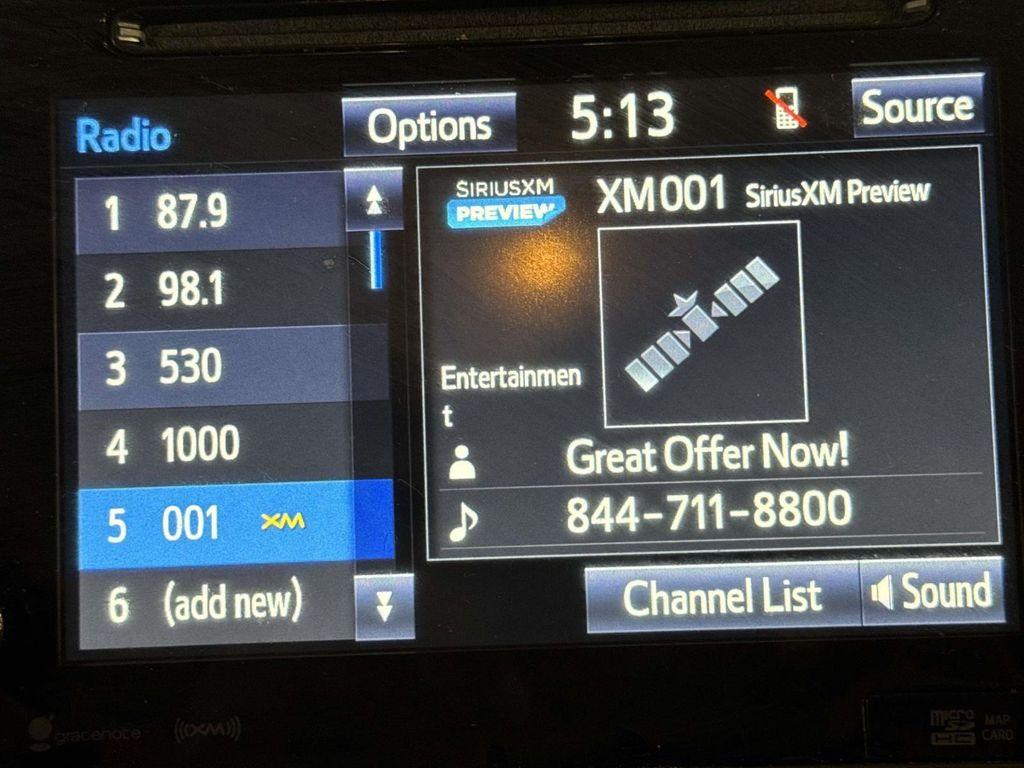 Radio
Options
5:13
Source
1 87.9
2 98.1
3 530
4 1000
5 001 XM
6 (add new)
SIRIUSXM
PREVIEW
XM001 SiriusXM Preview
Entertainmen
t
Great Offer Now!
844-711-8800
Channel List
Sound
gracenote
((XM))
micro
SD
HC
MAP
CARD